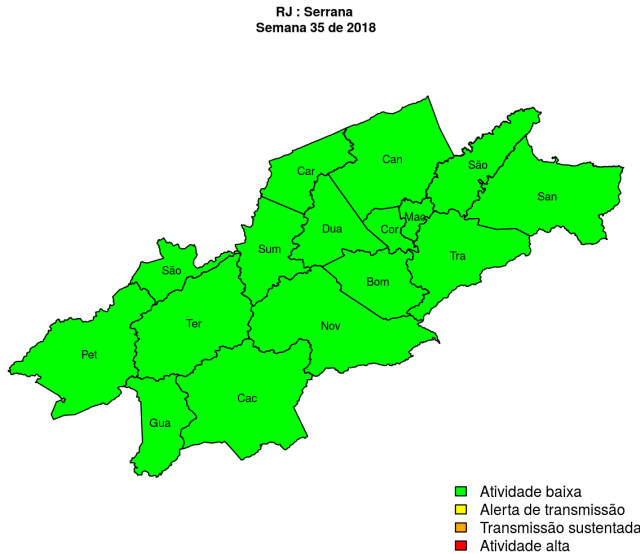 RJ : Serrana
Semana 35 de 2018
Can
São
Car
San
Mac
Dua
Cor
Sum
Tra
São
Bom
Ter
Nov
Pet
Cac
Gua
Atividade baixa
Alerta de transmissão
Transmissão sustentada
Atividade alta